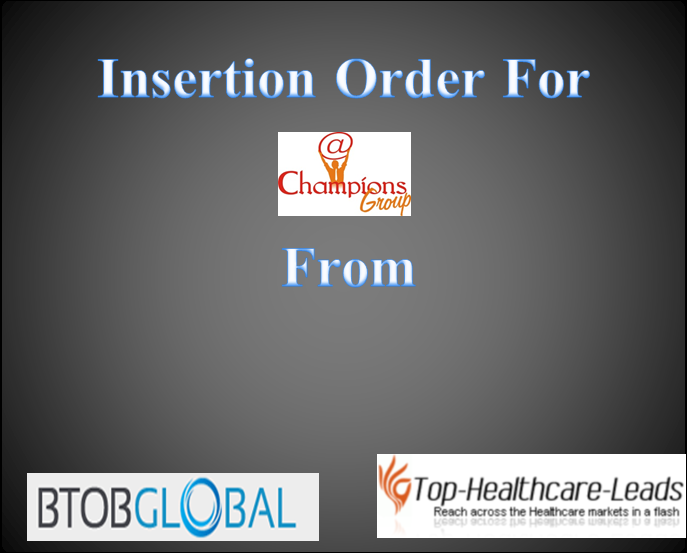 Insertion Order For
@
Champions
Group
From
BTOBGLOBAL
Top-Healthcare-Leads
Reach across the Healthcare markets in a flash